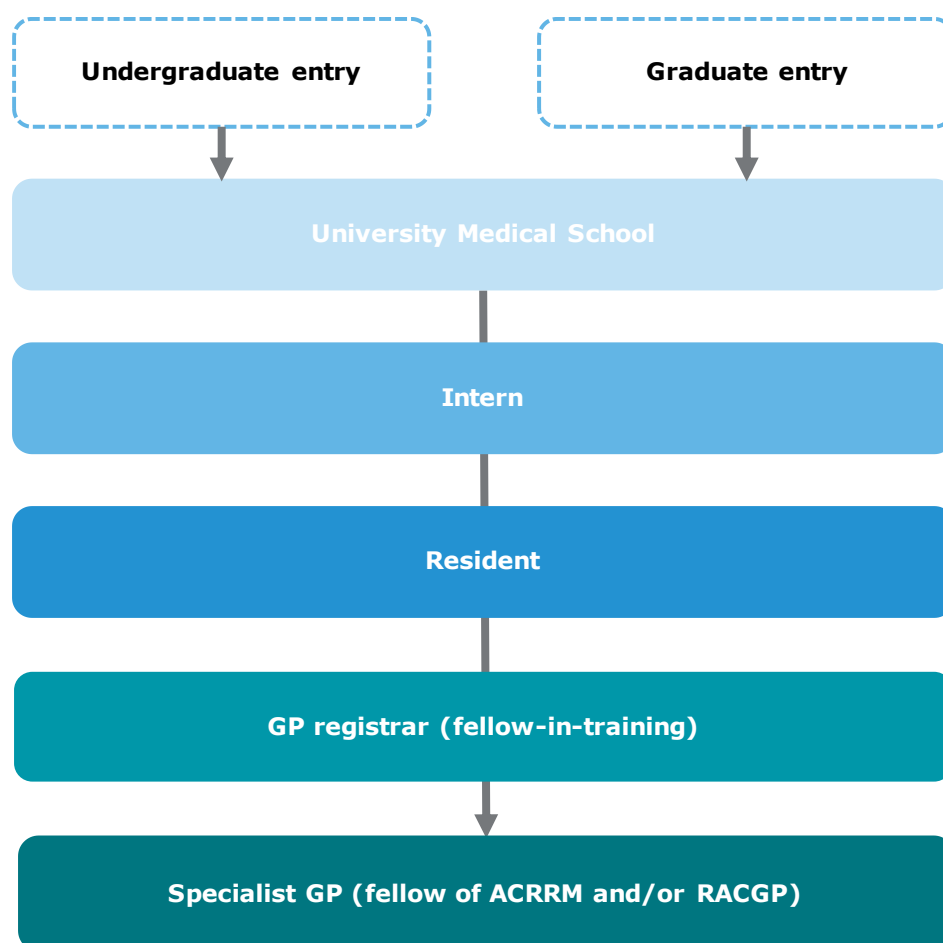 Undergraduate entry
Graduate entry
University Medical School
Intern
Resident
GP registrar (fellow-in-training)
Specialist GP (fellow of ACRRM and/or RACGP)